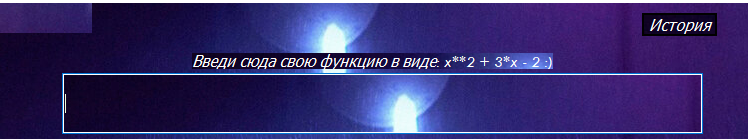 История
Введи сюда свою функцию в виде: x**2 + 3*x - 2 :)